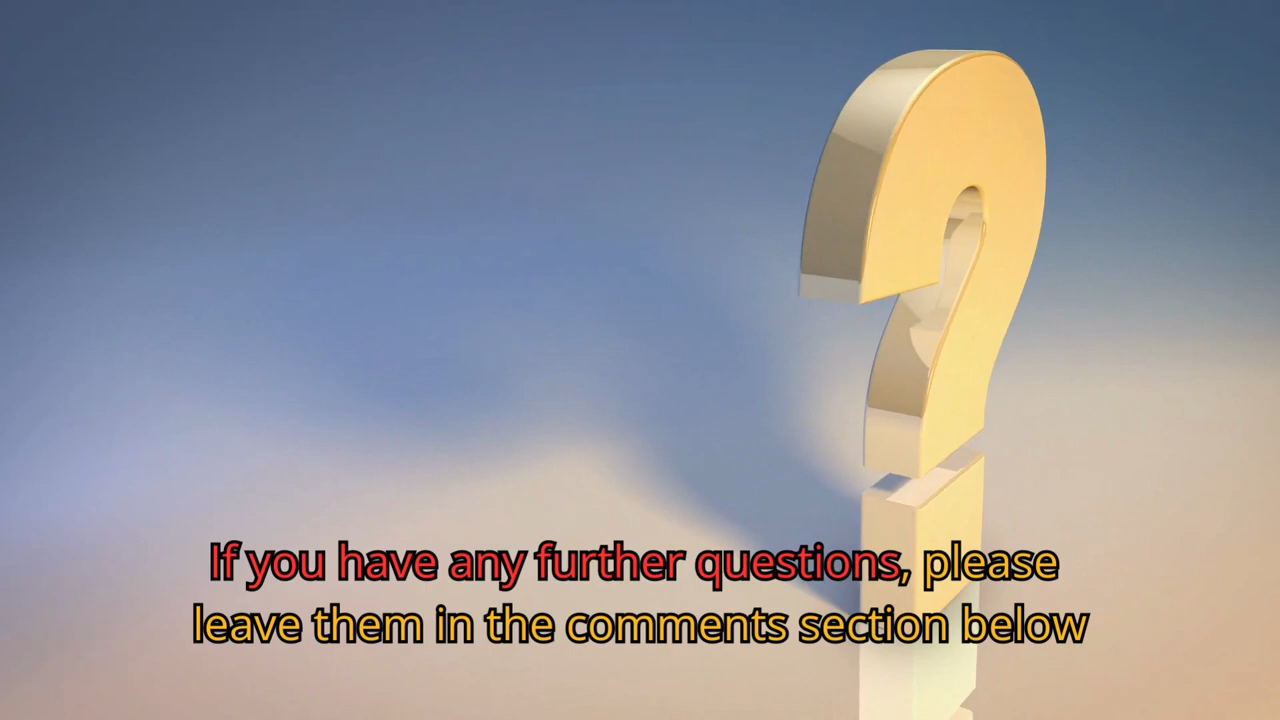 If you have any further questions, please
leave them in the comments section below